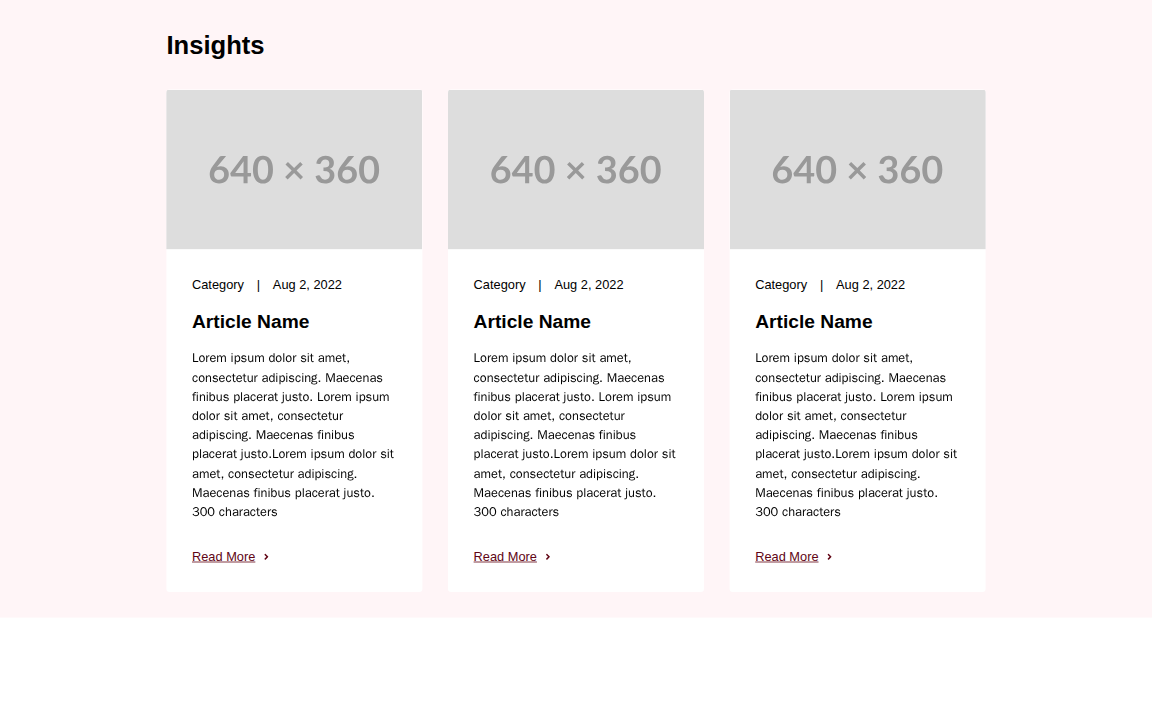 Insights
640 × 360
Category | Aug 2, 2022
Article Name
Lorem ipsum dolor sit amet,
consectetur adipiscing. Maecenas
finibus placerat justo. Lorem ipsum
dolor sit amet, consectetur
adipiscing. Maecenas finibus
placerat justo.Lorem ipsum dolor sit
amet, consectetur adipiscing.
Maecenas finibus placerat justo.
300 characters
Read More ›
640 × 360
Category | Aug 2, 2022
Article Name
Lorem ipsum dolor sit amet,
consectetur adipiscing. Maecenas
finibus placerat justo. Lorem ipsum
dolor sit amet, consectetur
adipiscing. Maecenas finibus
placerat justo.Lorem ipsum dolor sit
amet, consectetur adipiscing.
Maecenas finibus placerat justo.
300 characters
Read More ›
640 × 360
Category | Aug 2, 2022
Article Name
Lorem ipsum dolor sit amet,
consectetur adipiscing. Maecenas
finibus placerat justo. Lorem ipsum
dolor sit amet, consectetur
adipiscing. Maecenas finibus
placerat justo.Lorem ipsum dolor sit
amet, consectetur adipiscing.
Maecenas finibus placerat justo.
300 characters
Read More ›